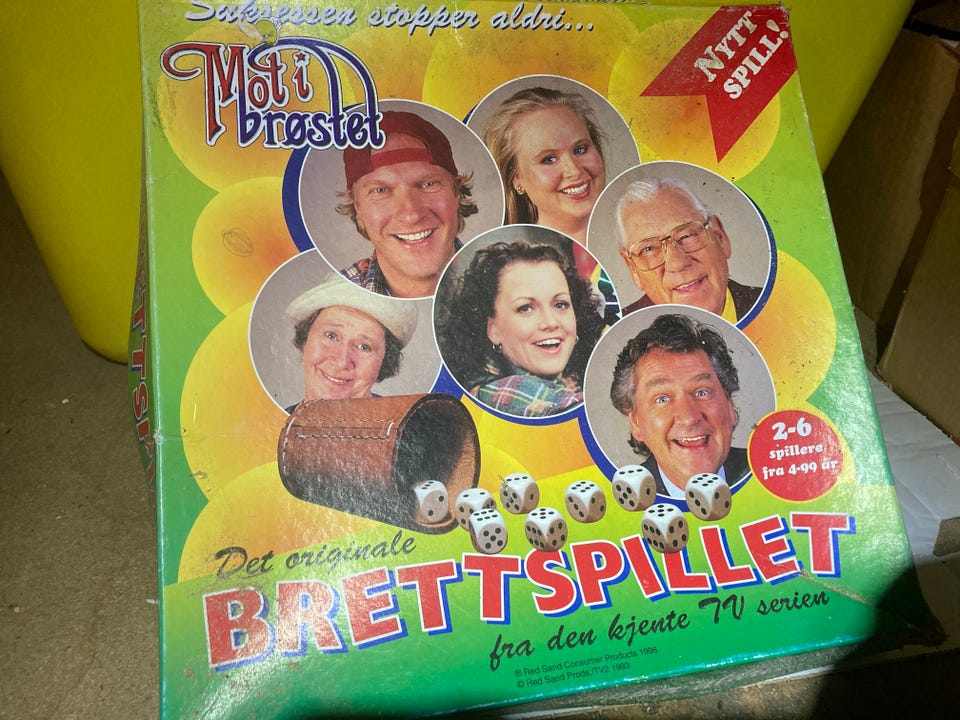 Suksessen stopper aldri...
Mot i
brøstet
NYTT
SPILL!
2-6
spillere
fra 4-99 år
Det originale
BRETTSPILLET
fra den kjente TV serien
℗ Red Sand Consumer Products 1996
© Red Sand Prods./TV2 1993